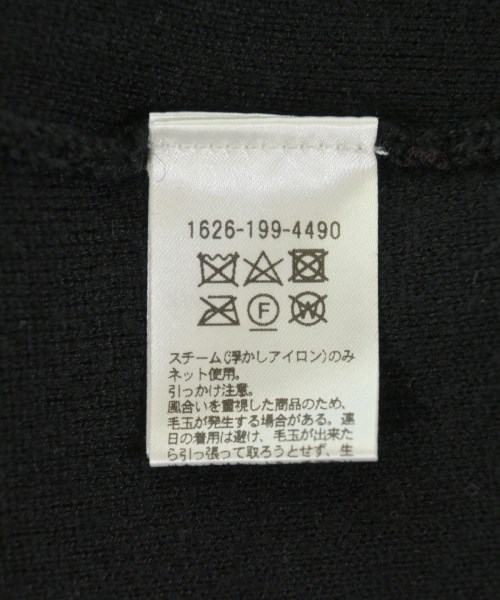 1626-199-4490
F
W
スチーム(浮かしアイロン)のみ
ネット使用。
引っかけ注意。
風合いを重視した商品のため、
毛玉が発生する場合がある。連
日の着用は避け、毛玉が出来た
ら引っ張って取ろうとせず、生